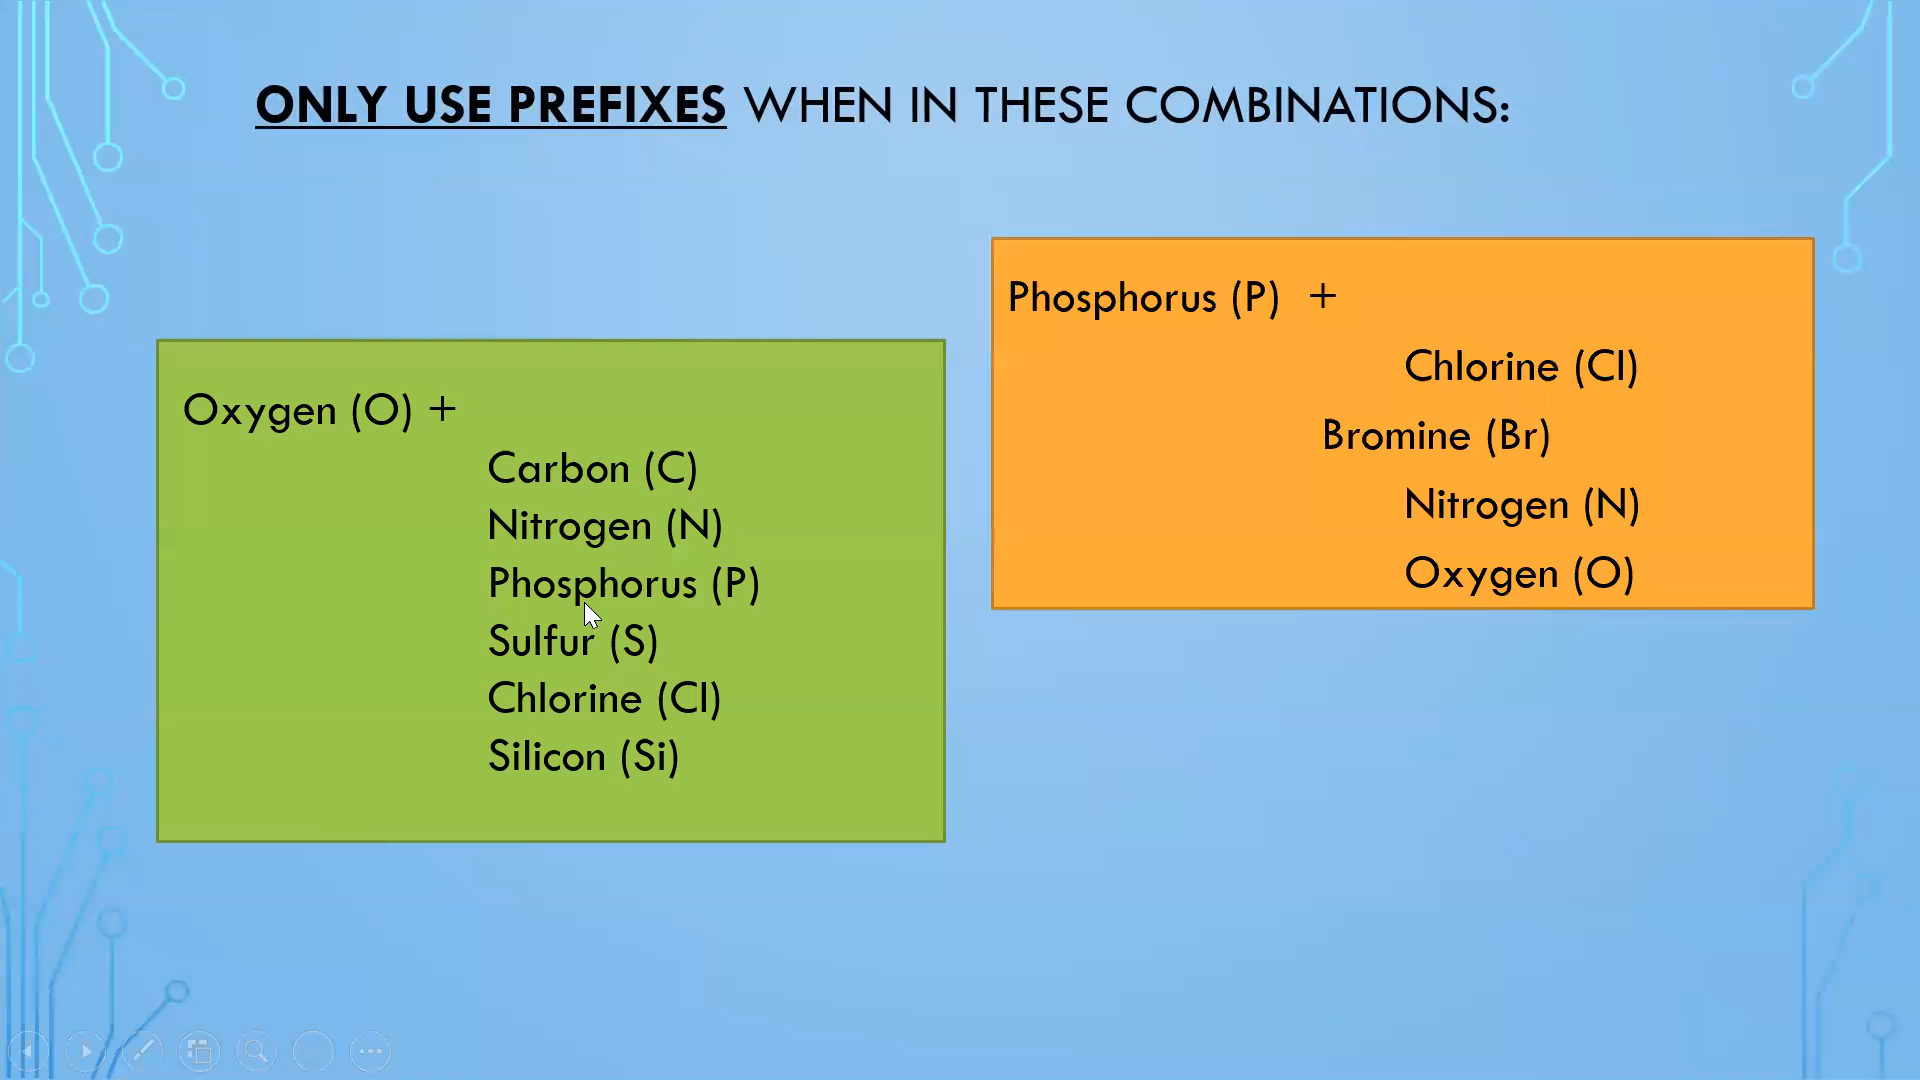 ONLY USE PREFIXES WHEN IN THESE COMBINATIONS:
Oxygen (O) +
Carbon (C)
Nitrogen (N)
Phosphorus (P)
Sulfur (S)
Chlorine (Cl)
Silicon (Si)
Phosphorus (P) +
Chlorine (Cl)
Bromine (Br)
Nitrogen (N)
Oxygen (O)